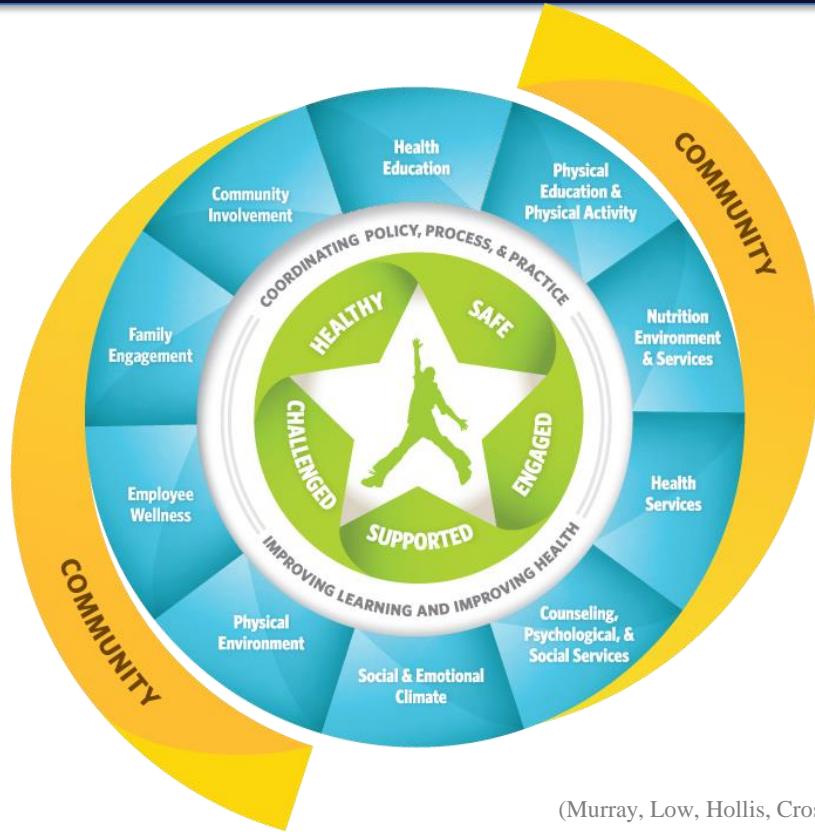 COMMUNITY
Health
Education
Physical
Education &
Physical Activity
Nutrition
Environment
& Services
Health
Services
Counseling,
Psychological, &
Social Services
Social & Emotional
Climate
Physical
Environment
Employee
Wellness
Family
Engagement
Community
Involvement
COORDINATING POLICY, PROCESS, & PRACTICE
IMPROVING LEARNING AND IMPROVING HEALTH
HEALTHY
SAFE
ENGAGED
SUPPORTED
CHALLENGED
COMMUNITY
(Murray, Low, Hollis, Cros